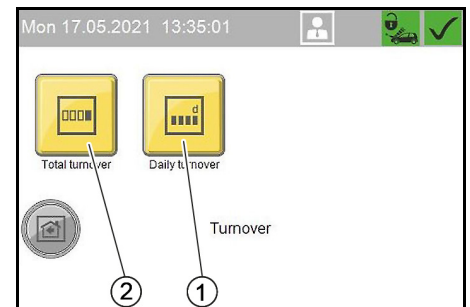 Mon 17.05.2021 13:35:01
d
Total turnover
Daily turnover
Turnover
2
1